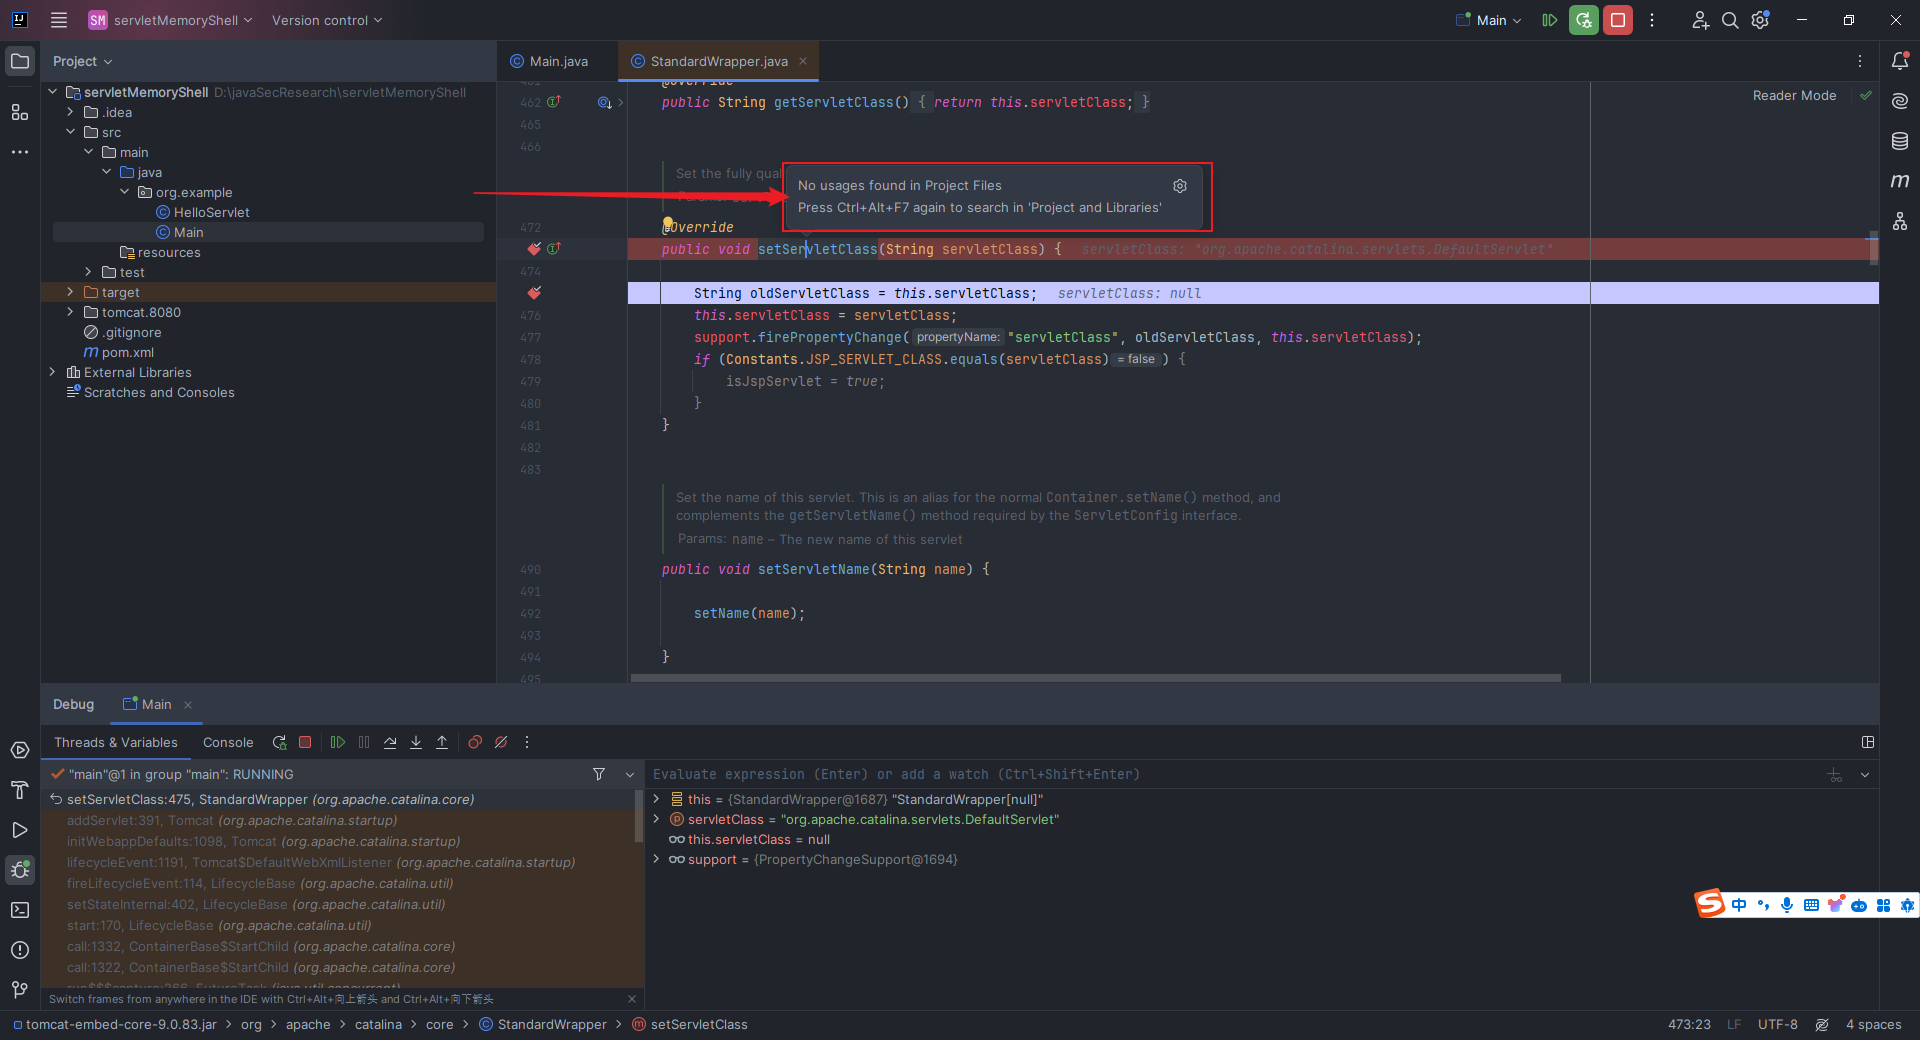 SM servletMemoryShell Version control Main
Project
Main.java StandardWrapper.java
servletMemoryShell D:\javaSecResearch\servletMemoryShell
.idea
src
main
java
org.example
HelloServlet
Main
resources
test
target
tomcat.8080
.gitignore
pom.xml
External Libraries
Scratches and Consoles
Reader Mode
@Override
462 public String getServletClass() { return this.servletClass; }
465
466
Set the fully qual
No usages found in Project Files
Press Ctrl+Alt+F7 again to search in 'Project and Libraries'
472 @Override
public void setServletClass(String servletClass) { servletClass: "org.apache.catalina.servlets.DefaultServlet"
474
String oldServletClass = this.servletClass; servletClass: null
476 this.servletClass = servletClass;
477 support.firePropertyChange( propertyName: "servletClass", oldServletClass, this.servletClass);
478 if (Constants.JSP_SERVLET_CLASS.equals(servletClass) = false ) {
479 isJspServlet = true;
480 }
481 }
482
483
Set the name of this servlet. This is an alias for the normal Container.setName() method, and
complements the getServletName() method required by the ServletConfig interface.
Params: name – The new name of this servlet
490 public void setServletName(String name) {
491
492 setName(name);
493
494 }
495
Debug Main
Threads & Variables Console
"main"@1 in group "main": RUNNING
setServletClass:475, StandardWrapper (org.apache.catalina.core)
addServlet:391, Tomcat (org.apache.catalina.startup)
initWebappDefaults:1098, Tomcat (org.apache.catalina.startup)
lifecycleEvent:1191, Tomcat$DefaultWebXmlListener (org.apache.catalina.startup)
fireLifecycleEvent:114, LifecycleBase (org.apache.catalina.util)
setStateInternal:402, LifecycleBase (org.apache.catalina.util)
start:170, LifecycleBase (org.apache.catalina.util)
call:1332, ContainerBase$StartChild (org.apache.catalina.core)
call:1322, ContainerBase$StartChild (org.apache.catalina.core)
run$$$capture:266, FutureTask (java.util.concurrent)
Switch frames from anywhere in the IDE with Ctrl+Alt+向上箭头 and Ctrl+Alt+向下箭头
Evaluate expression (Enter) or add a watch (Ctrl+Shift+Enter)
this = {StandardWrapper@1687} "StandardWrapper[null]"
servletClass = "org.apache.catalina.servlets.DefaultServlet"
this.servletClass = null
support = {PropertyChangeSupport@1694}
中
tomcat-embed-core-9.0.83.jar > org > apache > catalina > core > StandardWrapper > setServletClass
473:23 LF UTF-8 4 spaces